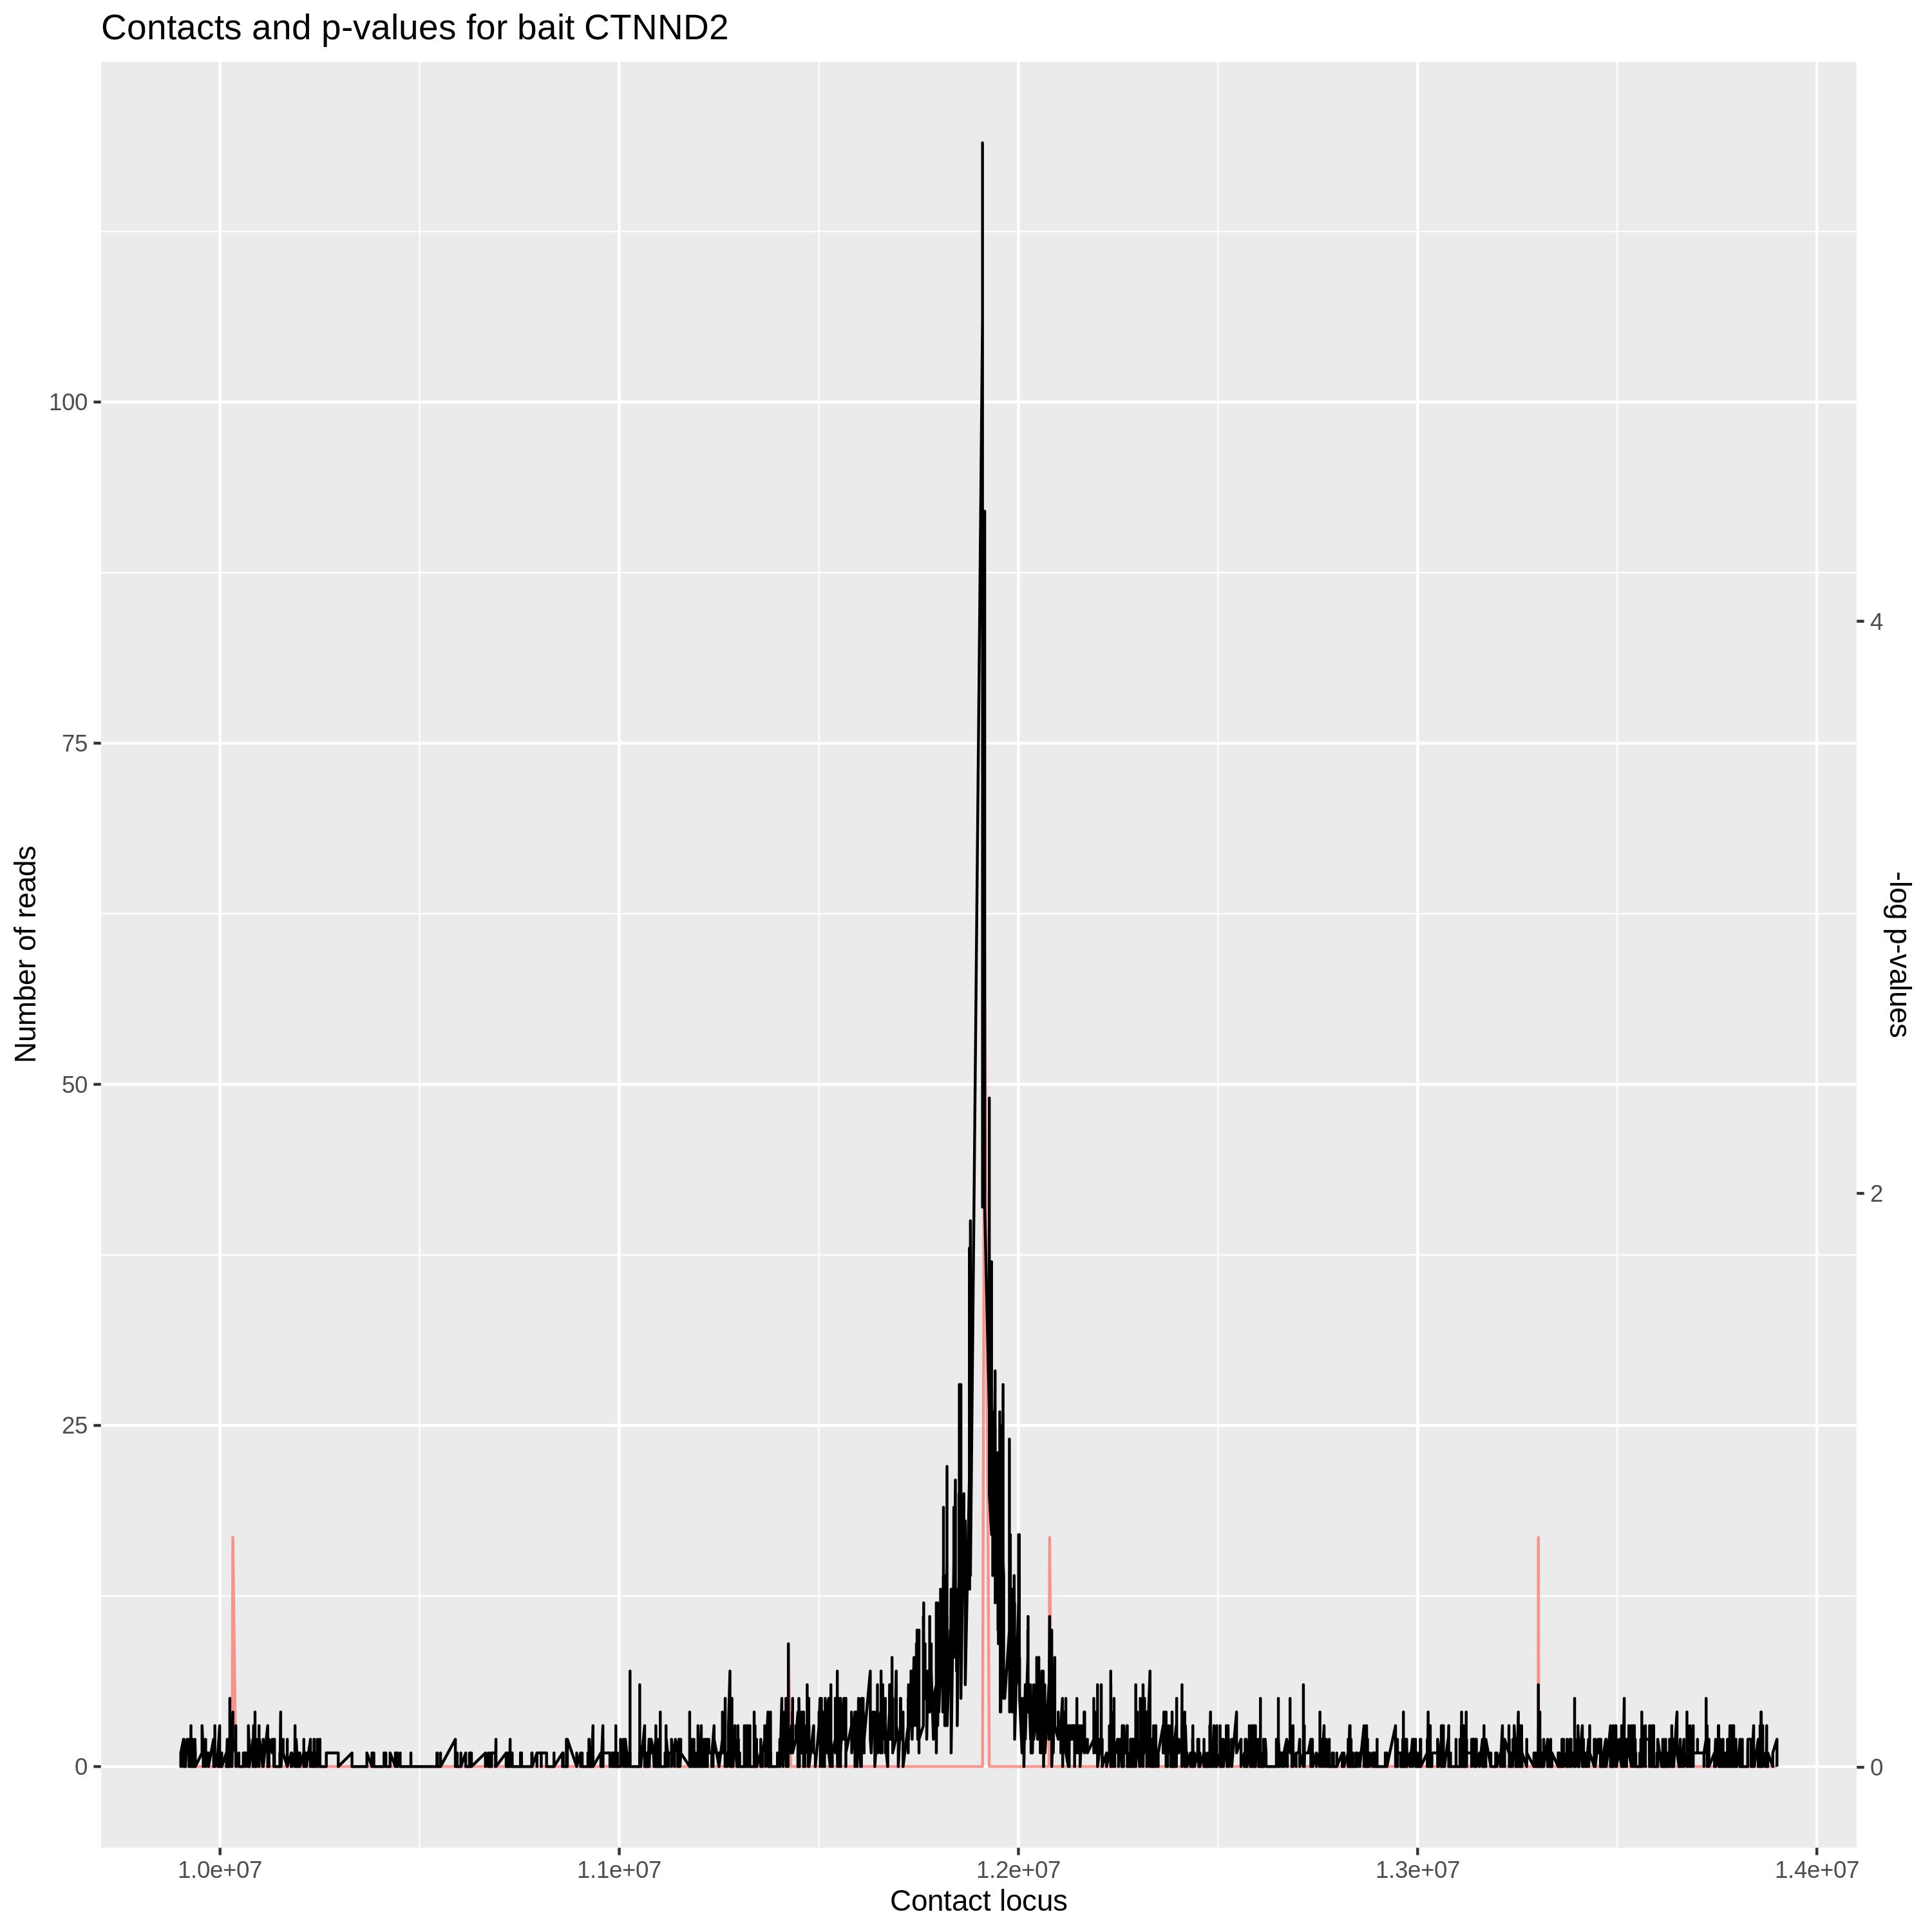 Contacts and p-values for bait CTNND2
Number of reads
100
75
50
25
0
4
2
0
-log p-values
1.0e+07
1.1e+07
1.2e+07
1.3e+07
1.4e+07
Contact locus